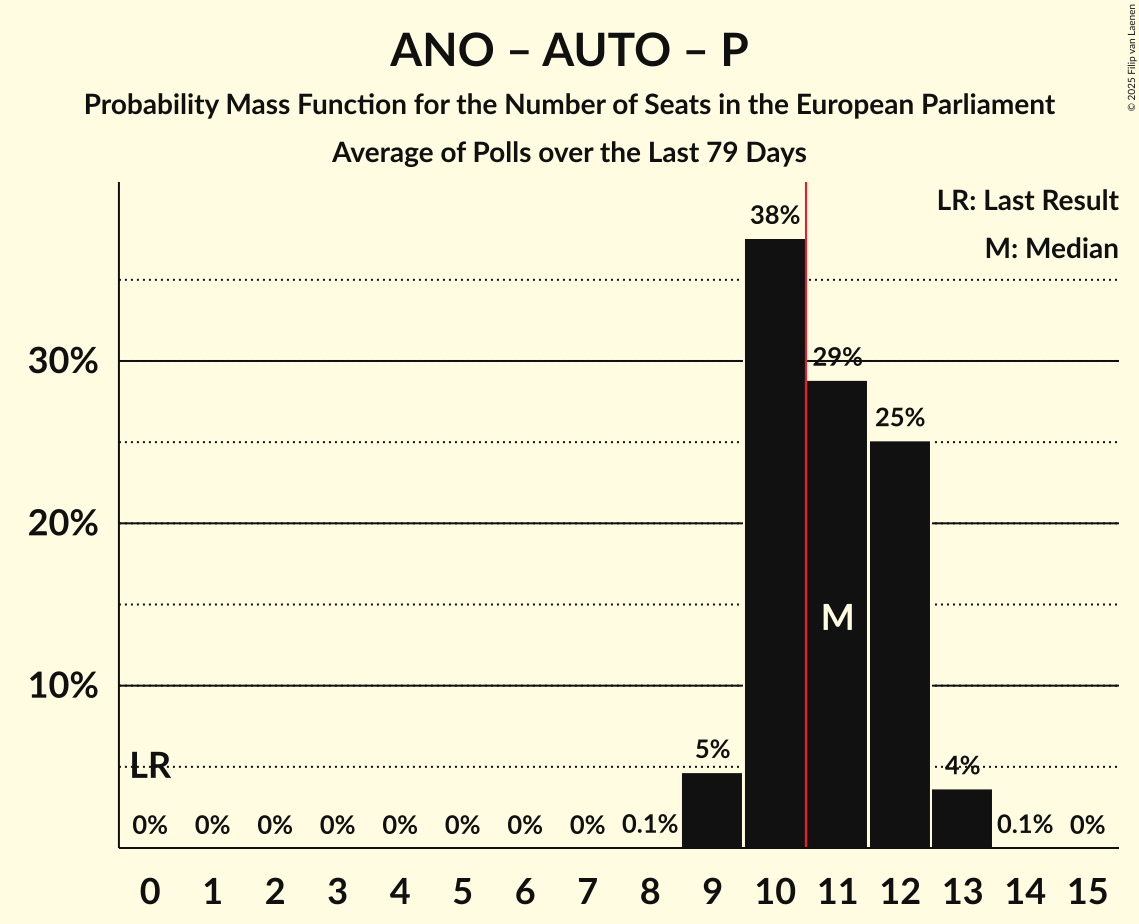 ANO – AUTO – P
Probability Mass Function for the Number of Seats in the European Parliament
Average of Polls over the Last 79 Days
© 2025 Filip van Laenen
LR: Last Result
M: Median
38%
30%
29%
25%
20%
M
10%
5%
LR
4%
0% 0% 0% 0% 0% 0% 0% 0% 0.1% 0.1% 0%
0 1 2 3 4 5 6 7 8 9 10 11 12 13 14 15